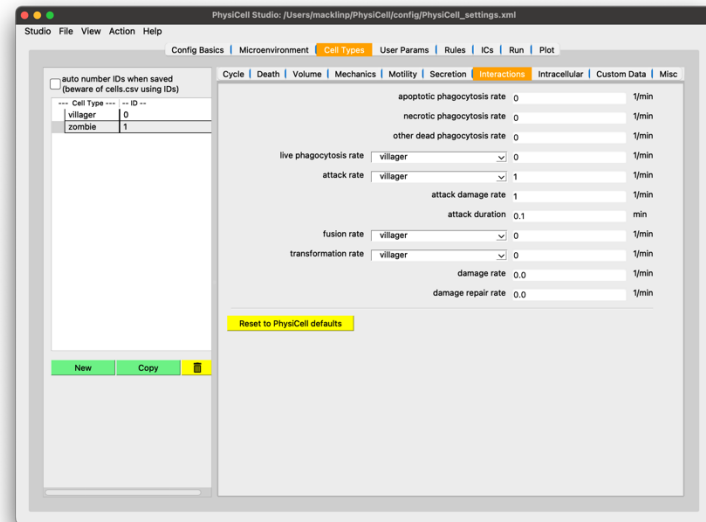 PhysiCell Studio: /Users/macklinp/PhysiCell/config/PhysiCell_settings.xml
Studio File View Action Help
Config Basics | Microenvironment | Cell Types | User Params | Rules | ICs | Run | Plot
auto number IDs when saved
(beware of cells.csv using IDs)
--- Cell Type --- -- ID --
villager 0
zombie 1
New Copy
Cycle | Death | Volume | Mechanics | Motility | Secretion | Interactions | Intracellular | Custom Data | Misc
apoptotic phagocytosis rate 0 1/min
necrotic phagocytosis rate 0 1/min
other dead phagocytosis rate 0 1/min
live phagocytosis rate villager 0 1/min
attack rate villager 1 1/min
attack damage rate 1 1/min
attack duration 0.1 min
fusion rate villager 0 1/min
transformation rate villager 0 1/min
damage rate 0.0 1/min
damage repair rate 0.0 1/min
Reset to PhysiCell defaults